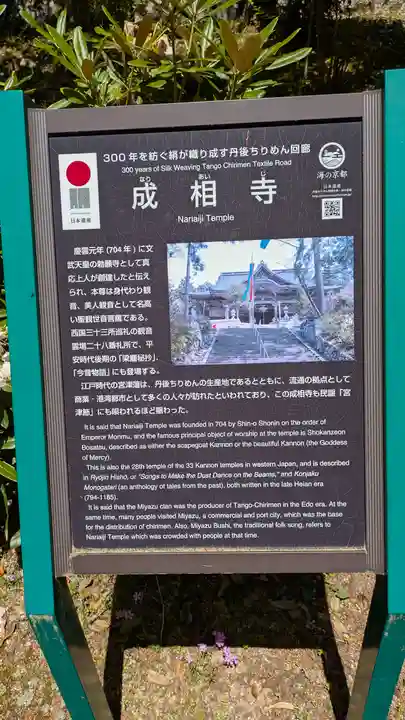 300年を紡ぐ絹が織り成す丹後ちりめん回廊
300 years of Silk Weaving Tango Chirimen Textile Road
日本遺産
海の京都
日本遺産
なり あい じ
成相寺
Nariaiji Temple
慶雲元年(704年)に文
武天皇の勅願寺として真
応上人が創建したと伝え
られ、本尊は身代わり観
音、美人観音として名高
い聖観世音菩薩である。
西国三十三所巡礼の観音
霊場二十八番札所で、平
安時代後期の「梁塵秘抄」、
「今昔物語」にも登場する。
江戸時代の宮津藩は、丹後ちりめんの生産地であるとともに、流通の拠点として
商業・港湾都市として多くの人々が訪れたといわれており、この成相寺も民謡「宮
津節」にも唄われるほど賑わった。
It is said that Nariaiji Temple was founded in 704 by Shin-o Shonin on the order of
Emperor Monmu, and the famous principal object of worship at the temple is Shokanzeon
Bosatsu, described as either the scapegoat Kannon or the beautiful Kannon (the Goddess
of Mercy).
This is also the 28th temple of the 33 Kannon temples in western Japan, and is described
in Ryojin Hisho, or "Songs to Make the Dust Dance on the Beams," and Konjaku
Monogatari (an anthology of tales from the past), both written in the late Heian era
(794-1185).
It is said that the Miyazu clan was the producer of Tango-Chirimen in the Edo era. At the
same time, many people visited Miyazu, a commercial and port city, which was the base
for the distribution of chirimen. Also, Miyazu Bushi, the traditional folk song, refers to
Nariaiji Temple which was crowded with people at that time.